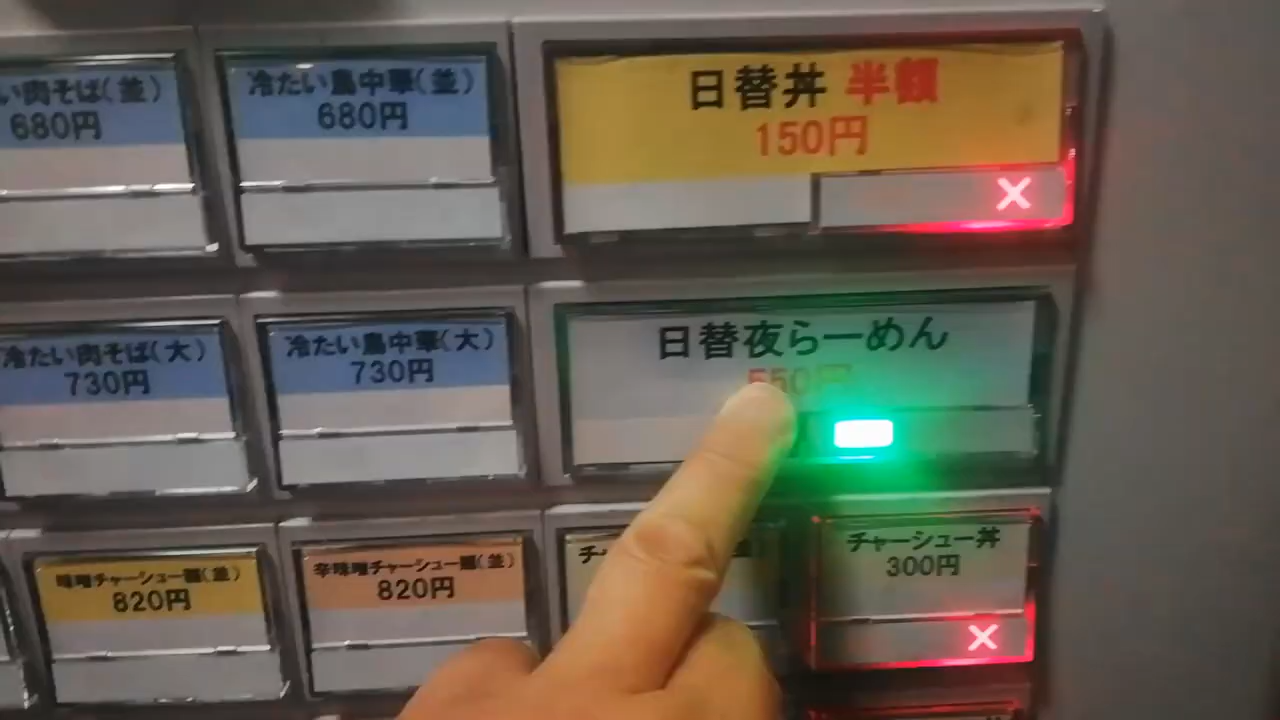 い肉そば(並)
680円
冷たい鳥中華(並)
680円
日替丼 半額
150円
冷たい肉そば(大)
730円
冷たい鳥中華(大)
730円
日替夜らーめん
550円
味噌チャーシュー麺(並)
820円
辛味噌チャーシュー麺(並)
820円
チャーシュー丼
300円